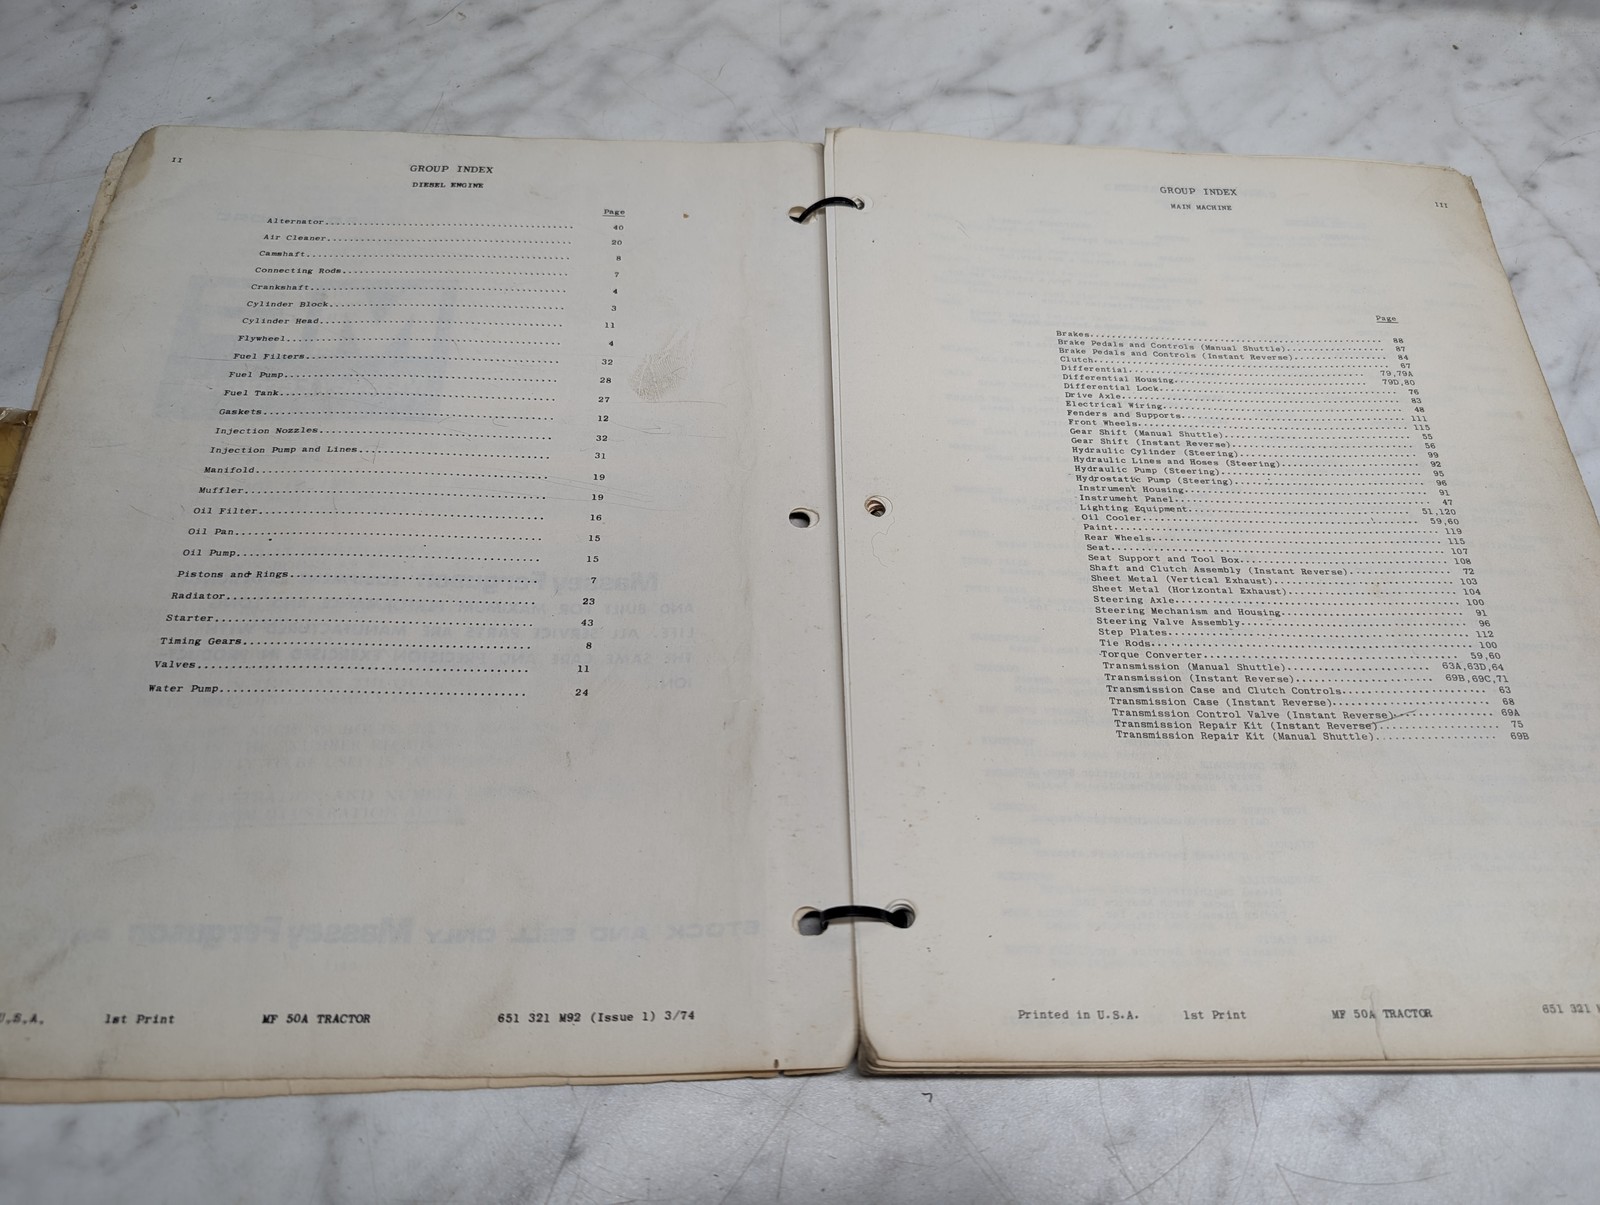 II
GROUP INDEX
DIESEL ENGINE
Page
Alternator........ 40
Air Cleaner........ 20
Camshaft........ 8
Connecting Rods........ 7
Crankshaft........ 4
Cylinder Block........ 3
Cylinder Head........ 11
Flywheel........ 4
Fuel Filters........ 32
Fuel Pump........ 28
Fuel Tank........ 27
Gaskets........ 12
Injection Nozzles........ 32
Injection Pump and Lines........ 31
Manifold........ 19
Muffler........ 19
Oil Filter........ 16
Oil Pan........ 15
Oil Pump........ 15
Pistons and Rings........ 7
Radiator........ 23
Starter........ 43
Timing Gears........ 8
Valves........ 11
Water Pump........ 24
U.S.A. 1st Print MF 50A TRACTOR 651 321 M92 (Issue 1) 3/74
GROUP INDEX
MAIN MACHINE
III
Page
Brakes........ 88
Brake Pedals and Controls (Manual Shuttle)........ 87
Brake Pedals and Controls (Instant Reverse)........ 84
Clutch........ 67
Differential........ 79,79A
Differential Housing........ 79D,80
Differential Lock........ 76
Drive Axle........ 83
Electrical Wiring........ 48
Fenders and Supports........ 111
Front Wheels........ 115
Gear Shift (Manual Shuttle)........ 55
Gear Shift (Instant Reverse)........ 56
Hydraulic Cylinder (Steering)........ 99
Hydraulic Lines and Hoses (Steering)........ 92
Hydraulic Pump (Steering)........ 95
Hydrostatic Pump (Steering)........ 96
Instrument Housing........ 91
Instrument Panel........ 47
Lighting Equipment........ 51,120
Oil Cooler........ 59,60
Paint........ 119
Rear Wheels........ 115
Seat........ 107
Seat Support and Tool Box........ 108
Shaft and Clutch Assembly (Instant Reverse)........ 72
Sheet Metal (Vertical Exhaust)........ 103
Sheet Metal (Horizontal Exhaust)........ 104
Steering Axle........ 100
Steering Mechanism and Housing........ 91
Steering Valve Assembly........ 96
Step Plates........ 112
Tie Rods........ 100
Torque Converter........ 59,60
Transmission (Manual Shuttle)........ 63A,63D,64
Transmission (Instant Reverse)........ 69B,69C,71
Transmission Case and Clutch Controls........ 63
Transmission Case (Instant Reverse)........ 68
Transmission Control Valve (Instant Reverse)........ 69A
Transmission Repair Kit (Instant Reverse)........ 75
Transmission Repair Kit (Manual Shuttle)........ 69B
Printed in U.S.A. 1st Print MF 50A TRACTOR 651 321